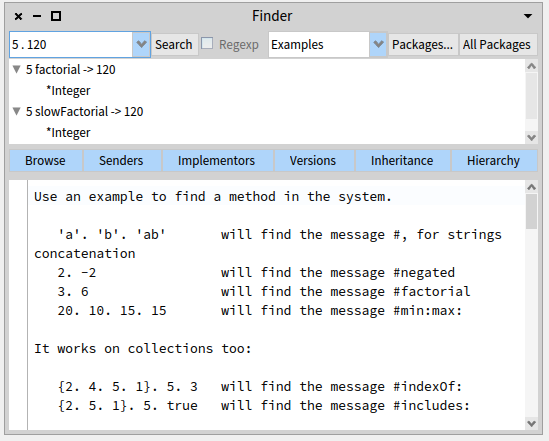 Finder
5 . 120
Search
Regexp
Examples
Packages...
All Packages
5 factorial -> 120
*Integer
5 slowFactorial -> 120
*Integer
Browse
Senders
Implementors
Versions
Inheritance
Hierarchy
Use an example to find a method in the system.
'a'. 'b'. 'ab' will find the message #, for strings
concatenation
2. -2 will find the message #negated
3. 6 will find the message #factorial
20. 10. 15. 15 will find the message #min:max:
It works on collections too:
{2. 4. 5. 1}. 5. 3 will find the message #indexOf:
{2. 5. 1}. 5. true will find the message #includes: